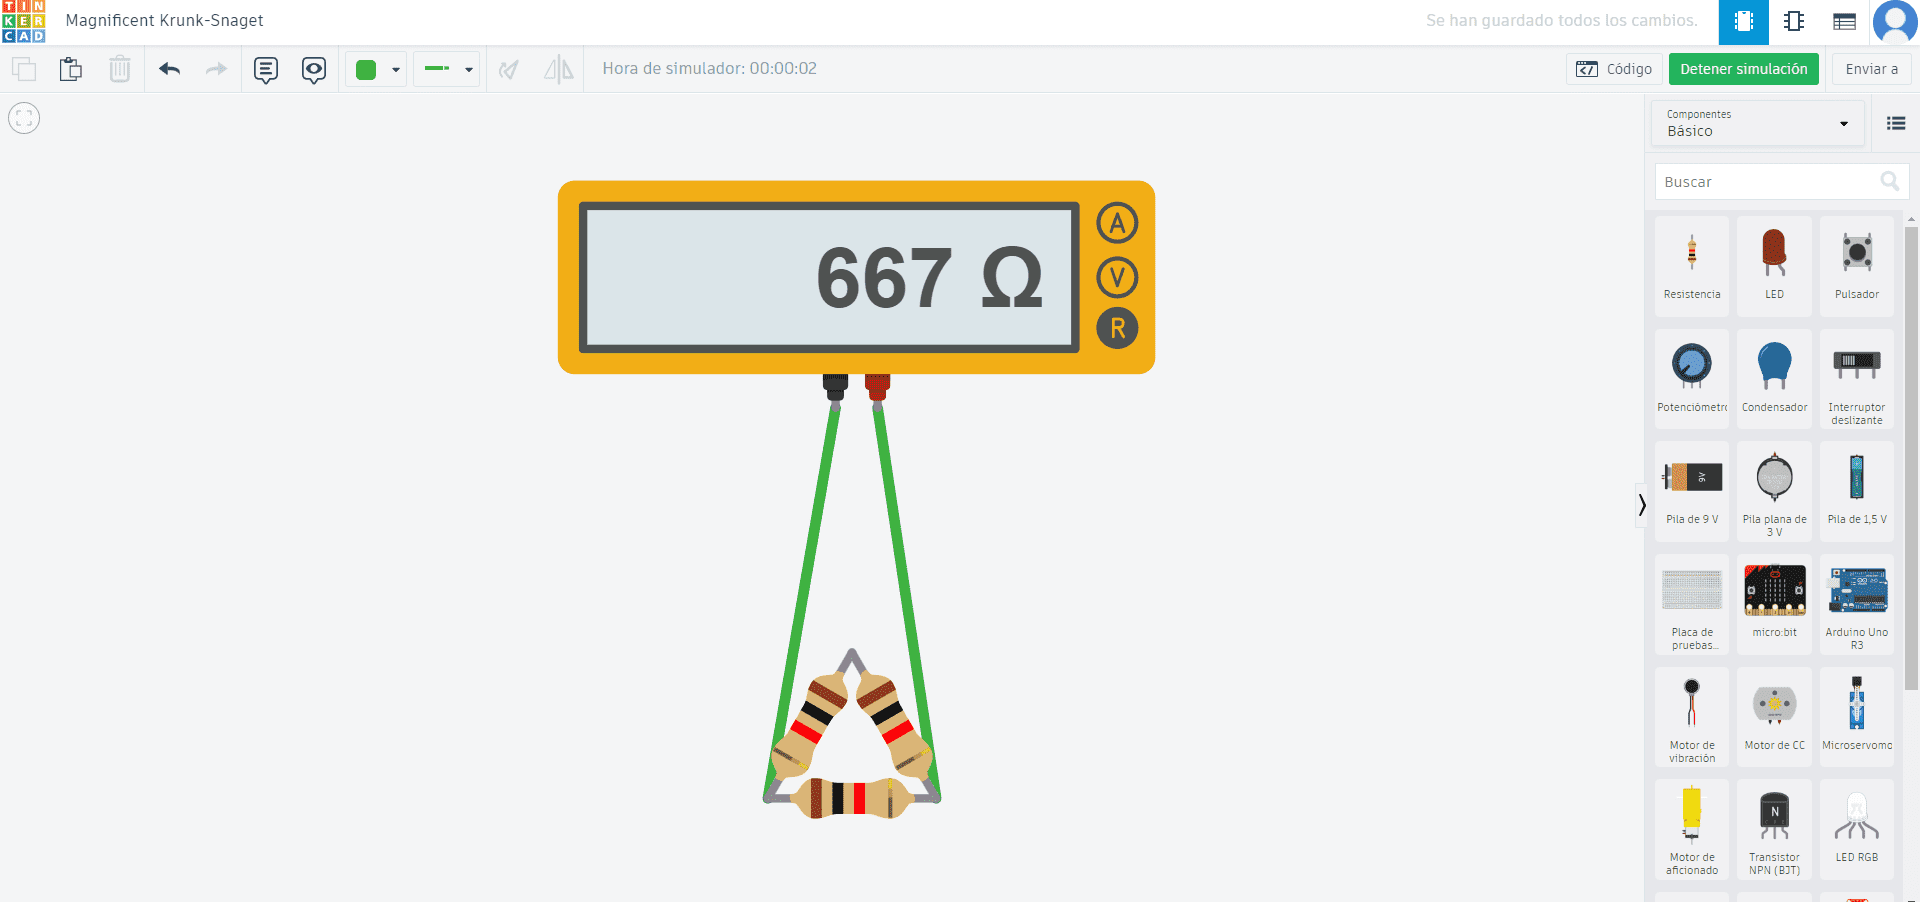 TIN
KER
CAD
Magnificent Krunk-Snaget
Se han guardado todos los cambios.
Hora de simulador: 00:00:02
Código
Detener simulación
Enviar a
Componentes
Básico
Buscar
667 Ω
A
V
R
Resistencia
LED
Pulsador
Potenciómetro
Condensador
Interruptor
deslizante
9V
Pila de 9 V
Pila plana de
3 V
Pila de 1,5 V
Placa de
pruebas...
micro:bit
Arduino Uno
R3
Motor de
vibración
Motor de CC
Microservomo
N
Motor de
aficionado
Transistor
NPN (BJT)
LED RGB